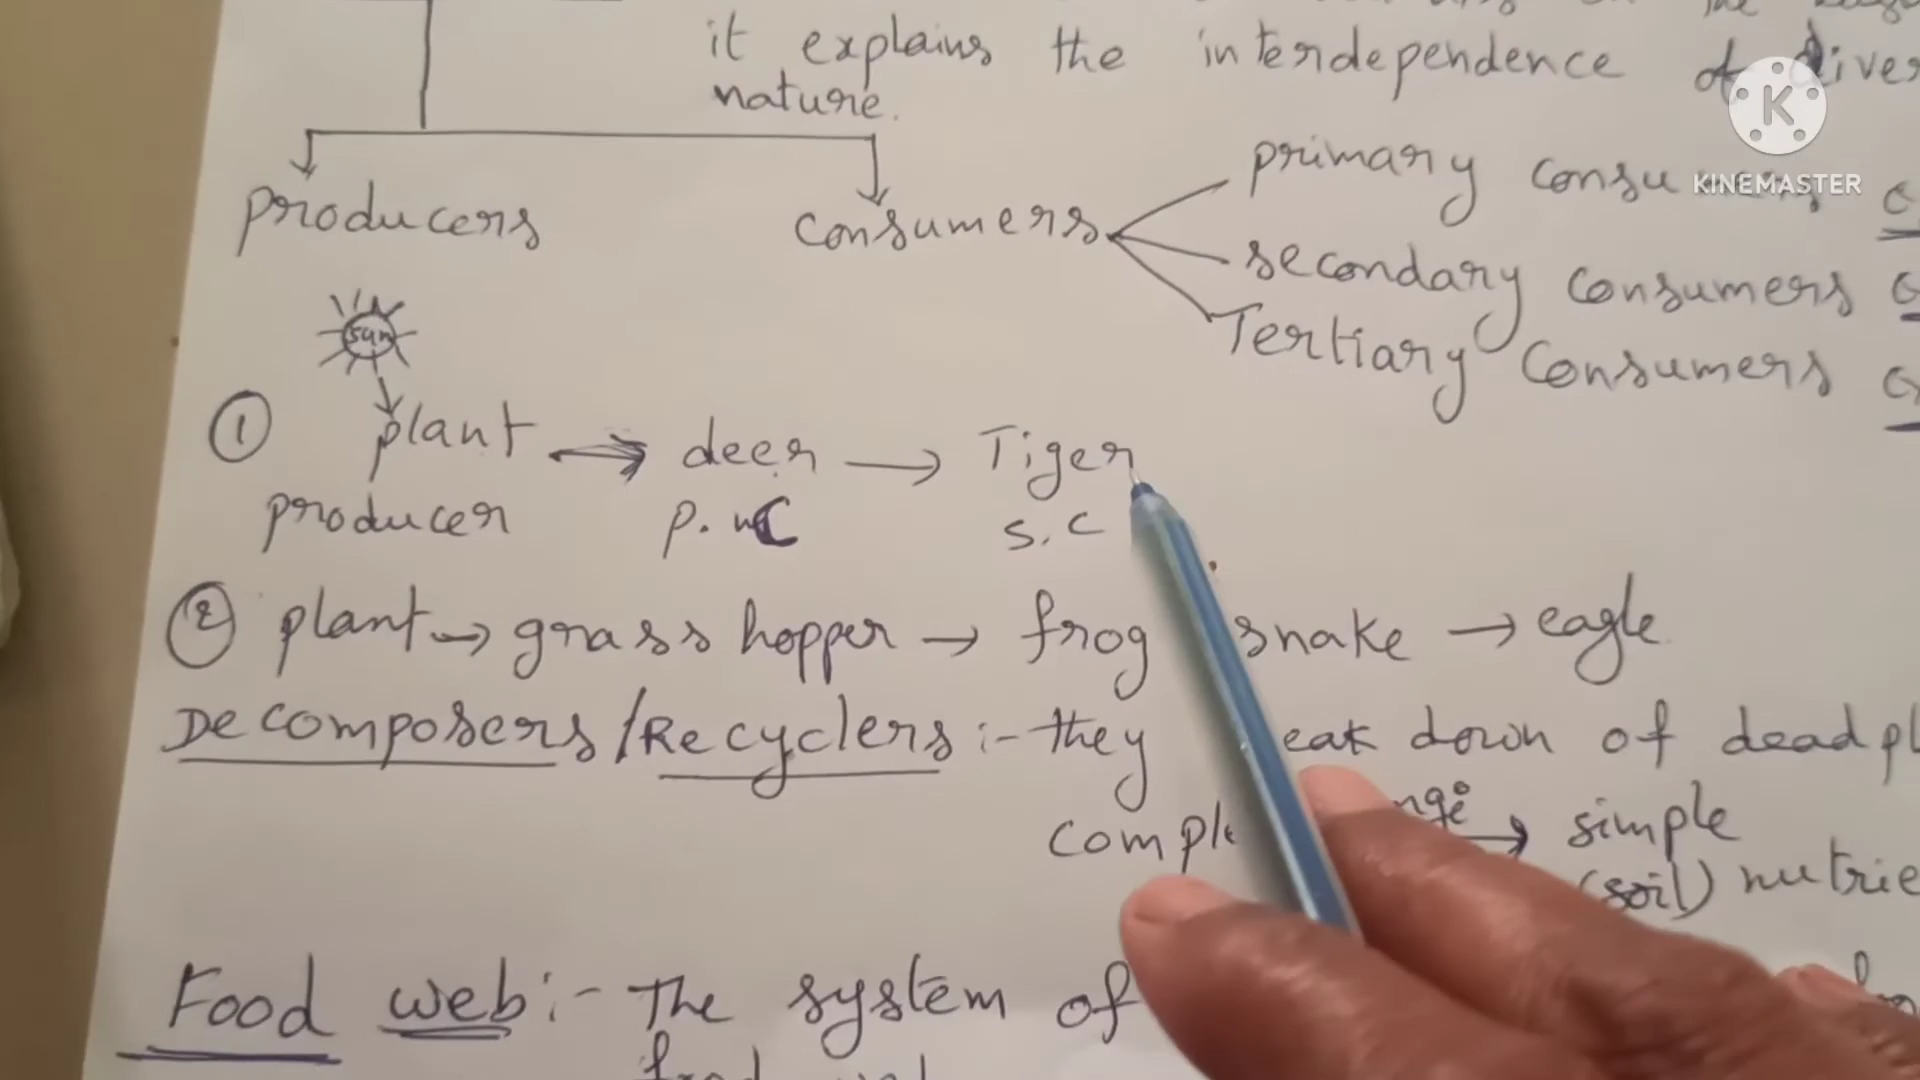 it explains the interdependence of
nature.
KINEMASTER
producers
consumers
primary
secondary consumers
Tertiary consumers
sun
1 plant → deer → Tiger
producer p. C S. C
2 plant → grass hopper → frog snake → eagle
Decomposers / Recyclers :- they eak down of dead pl
comple simple
(soil) nutrie
Food web :- The system of